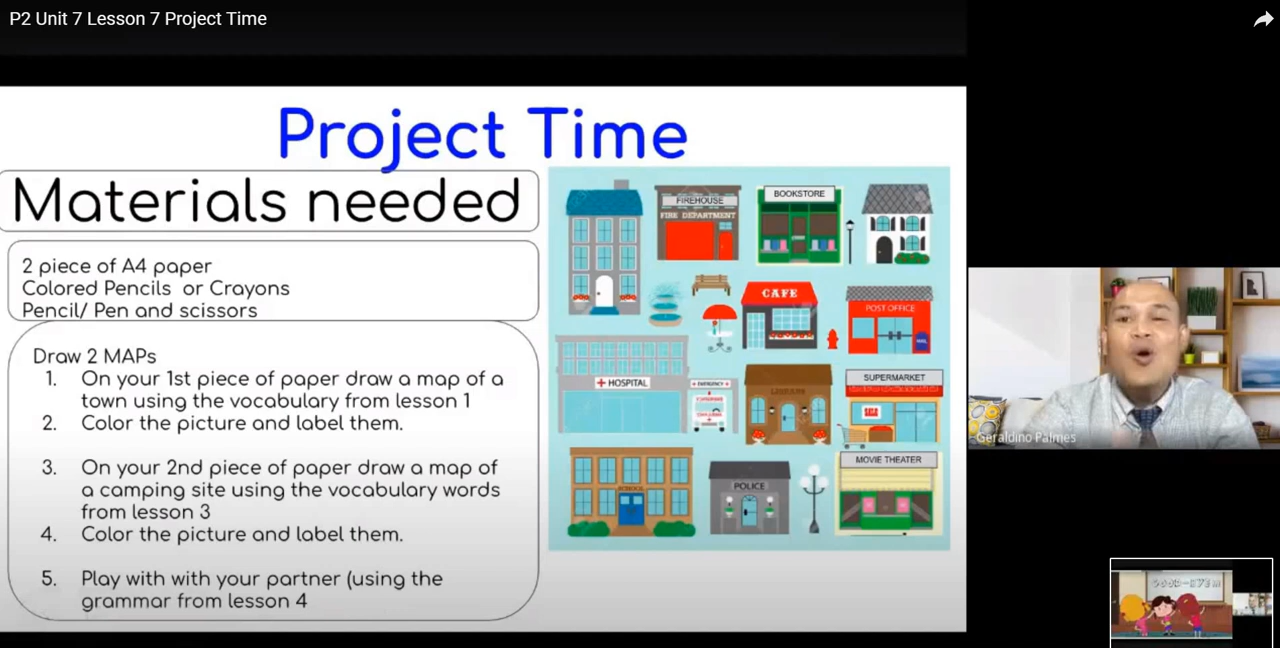 P2 Unit 7 Lesson 7 Project Time
Project Time
Materials needed
2 piece of A4 paper
Colored Pencils or Crayons
Pencil/ Pen and scissors
Draw 2 MAPs
1. On your 1st piece of paper draw a map of a
town using the vocabulary from lesson 1
2. Color the picture and label them.
3. On your 2nd piece of paper draw a map of
a camping site using the vocabulary words
from lesson 3
4. Color the picture and label them.
5. Play with with your partner (using the
grammar from lesson 4
FIREHOUSE
FIRE DEPARTMENT
BOOKSTORE
CAFE
POST OFFICE
HOSPITAL
EMERGENCY
LIBRARY
SUPERMARKET
SALE
SCHOOL
POLICE
MOVIE THEATER
Geraldino Palmes